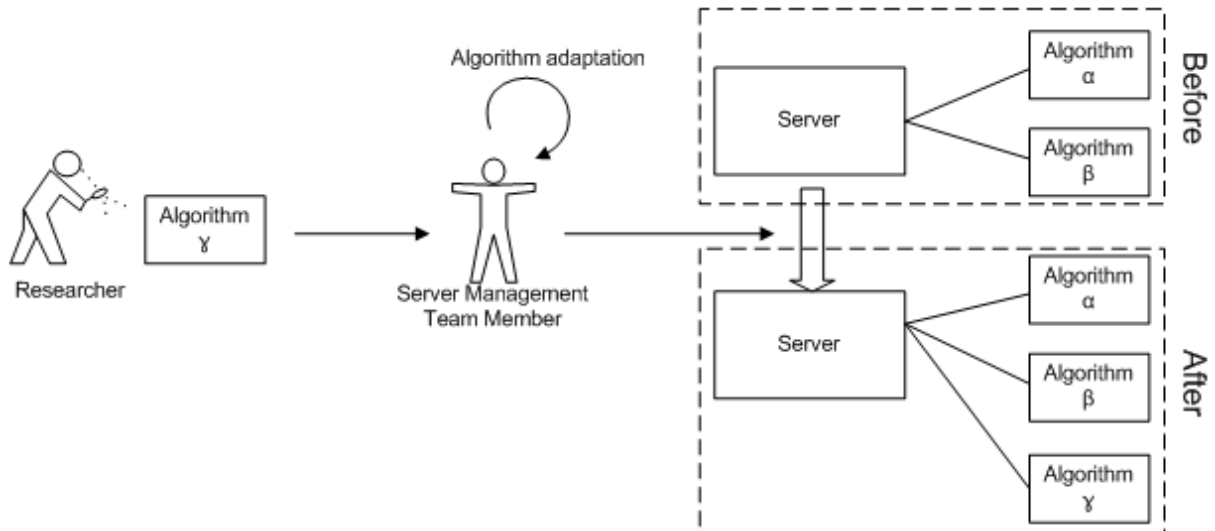 Algorithm adaptation
Algorithm
ɣ
Researcher
Server Management
Team Member
Server
Algorithm
α
Algorithm
β
Before
Server
Algorithm
α
Algorithm
β
Algorithm
ɣ
After